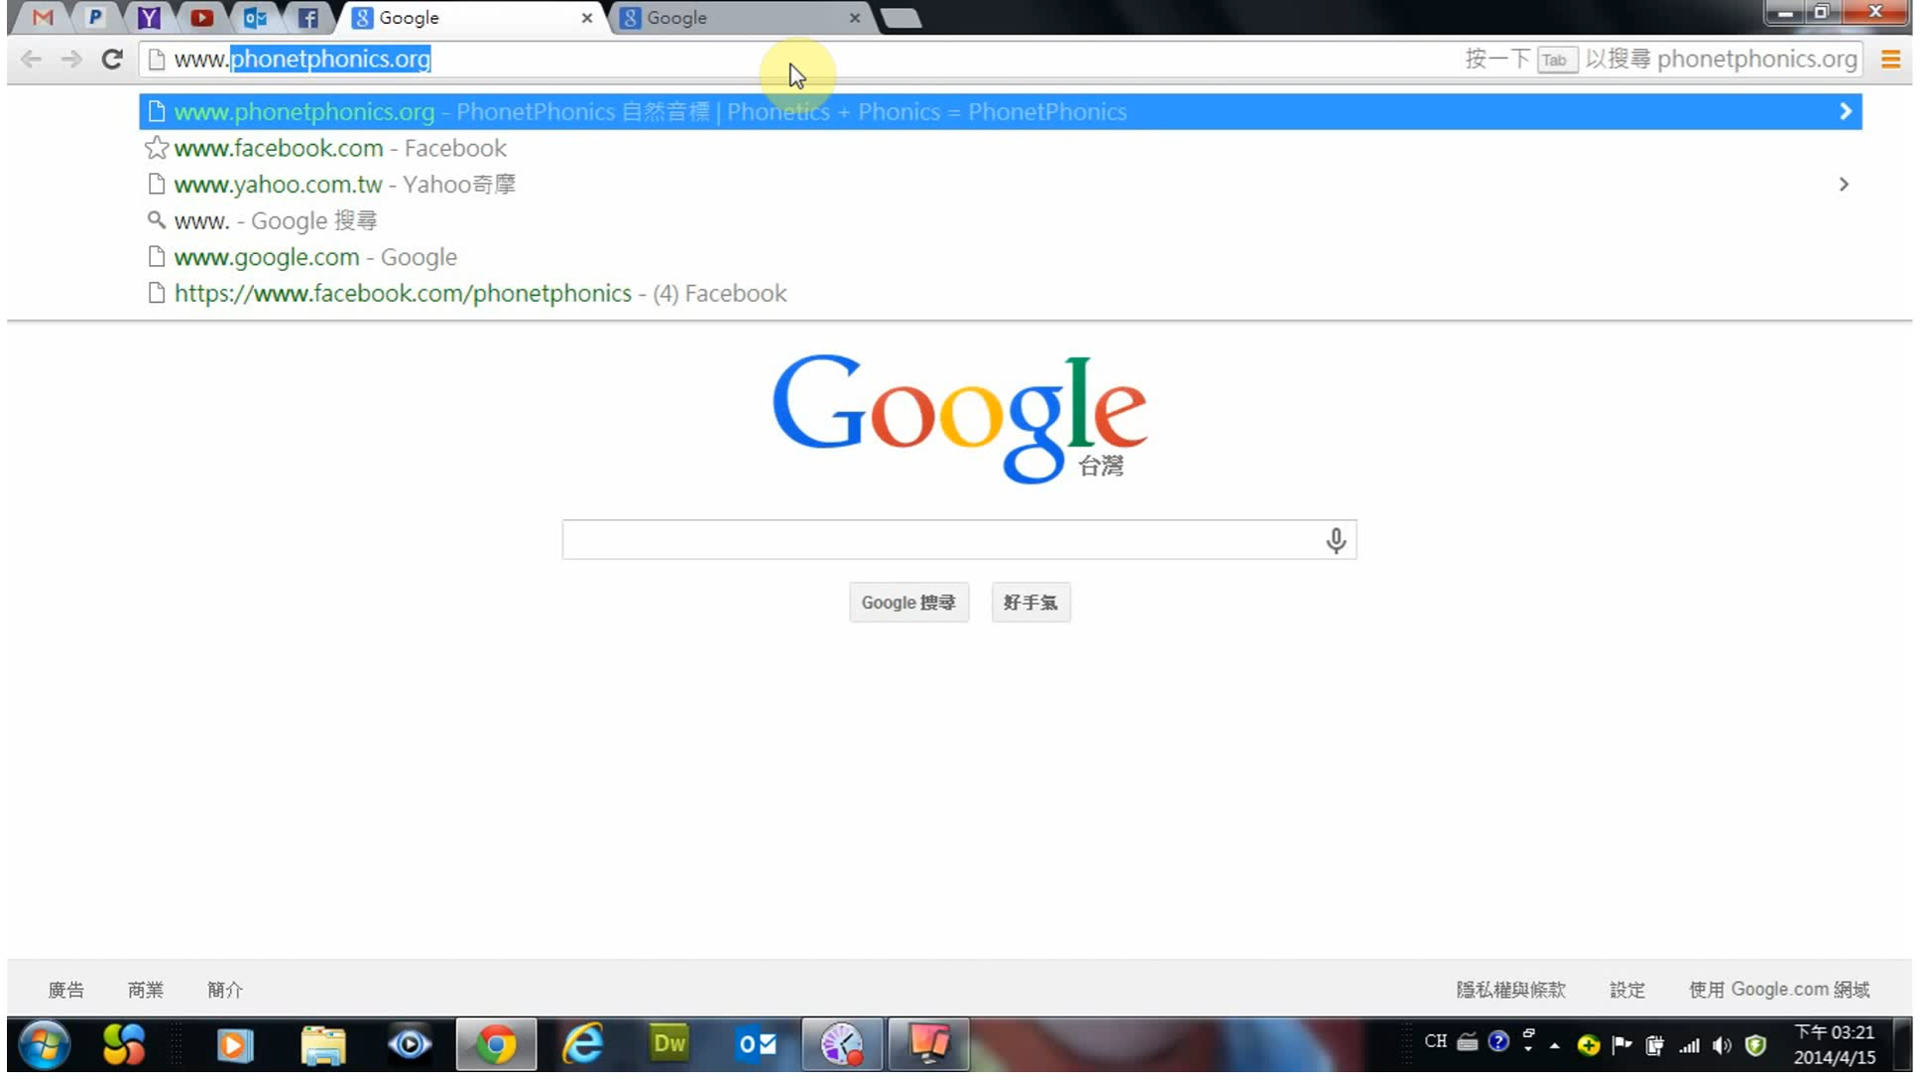 Google
Google
www.phonetphonics.org
按一下 Tab 以搜尋 phonetphonics.org
www.phonetphonics.org - PhonetPhonics 自然音標 | Phonetics + Phonics = PhonetPhonics
www.facebook.com - Facebook
www.yahoo.com.tw - Yahoo奇摩
www. - Google 搜尋
www.google.com - Google
https://www.facebook.com/phonetphonics - (4) Facebook
Google
台灣
Google 搜尋 好手氣
廣告 商業 簡介 隱私權與條款 設定 使用 Google.com 網域
Dw
CH
下午 03:21
2014/4/15